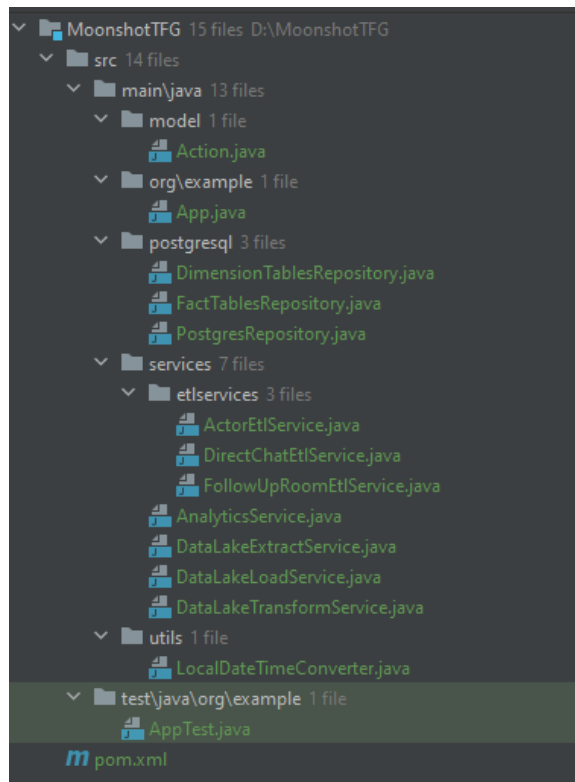 MoonshotTFG 15 files D:\MoonshotTFG
src 14 files
main\java 13 files
model 1 file
Action.java
org\example 1 file
App.java
postgresql 3 files
DimensionTablesRepository.java
FactTablesRepository.java
PostgresRepository.java
services 7 files
etlservices 3 files
ActorEtlService.java
DirectChatEtlService.java
FollowUpRoomEtlService.java
AnalyticsService.java
DataLakeExtractService.java
DataLakeLoadService.java
DataLakeTransformService.java
utils 1 file
LocalDateTimeConverter.java
test\java\org\example 1 file
AppTest.java
m pom.xml